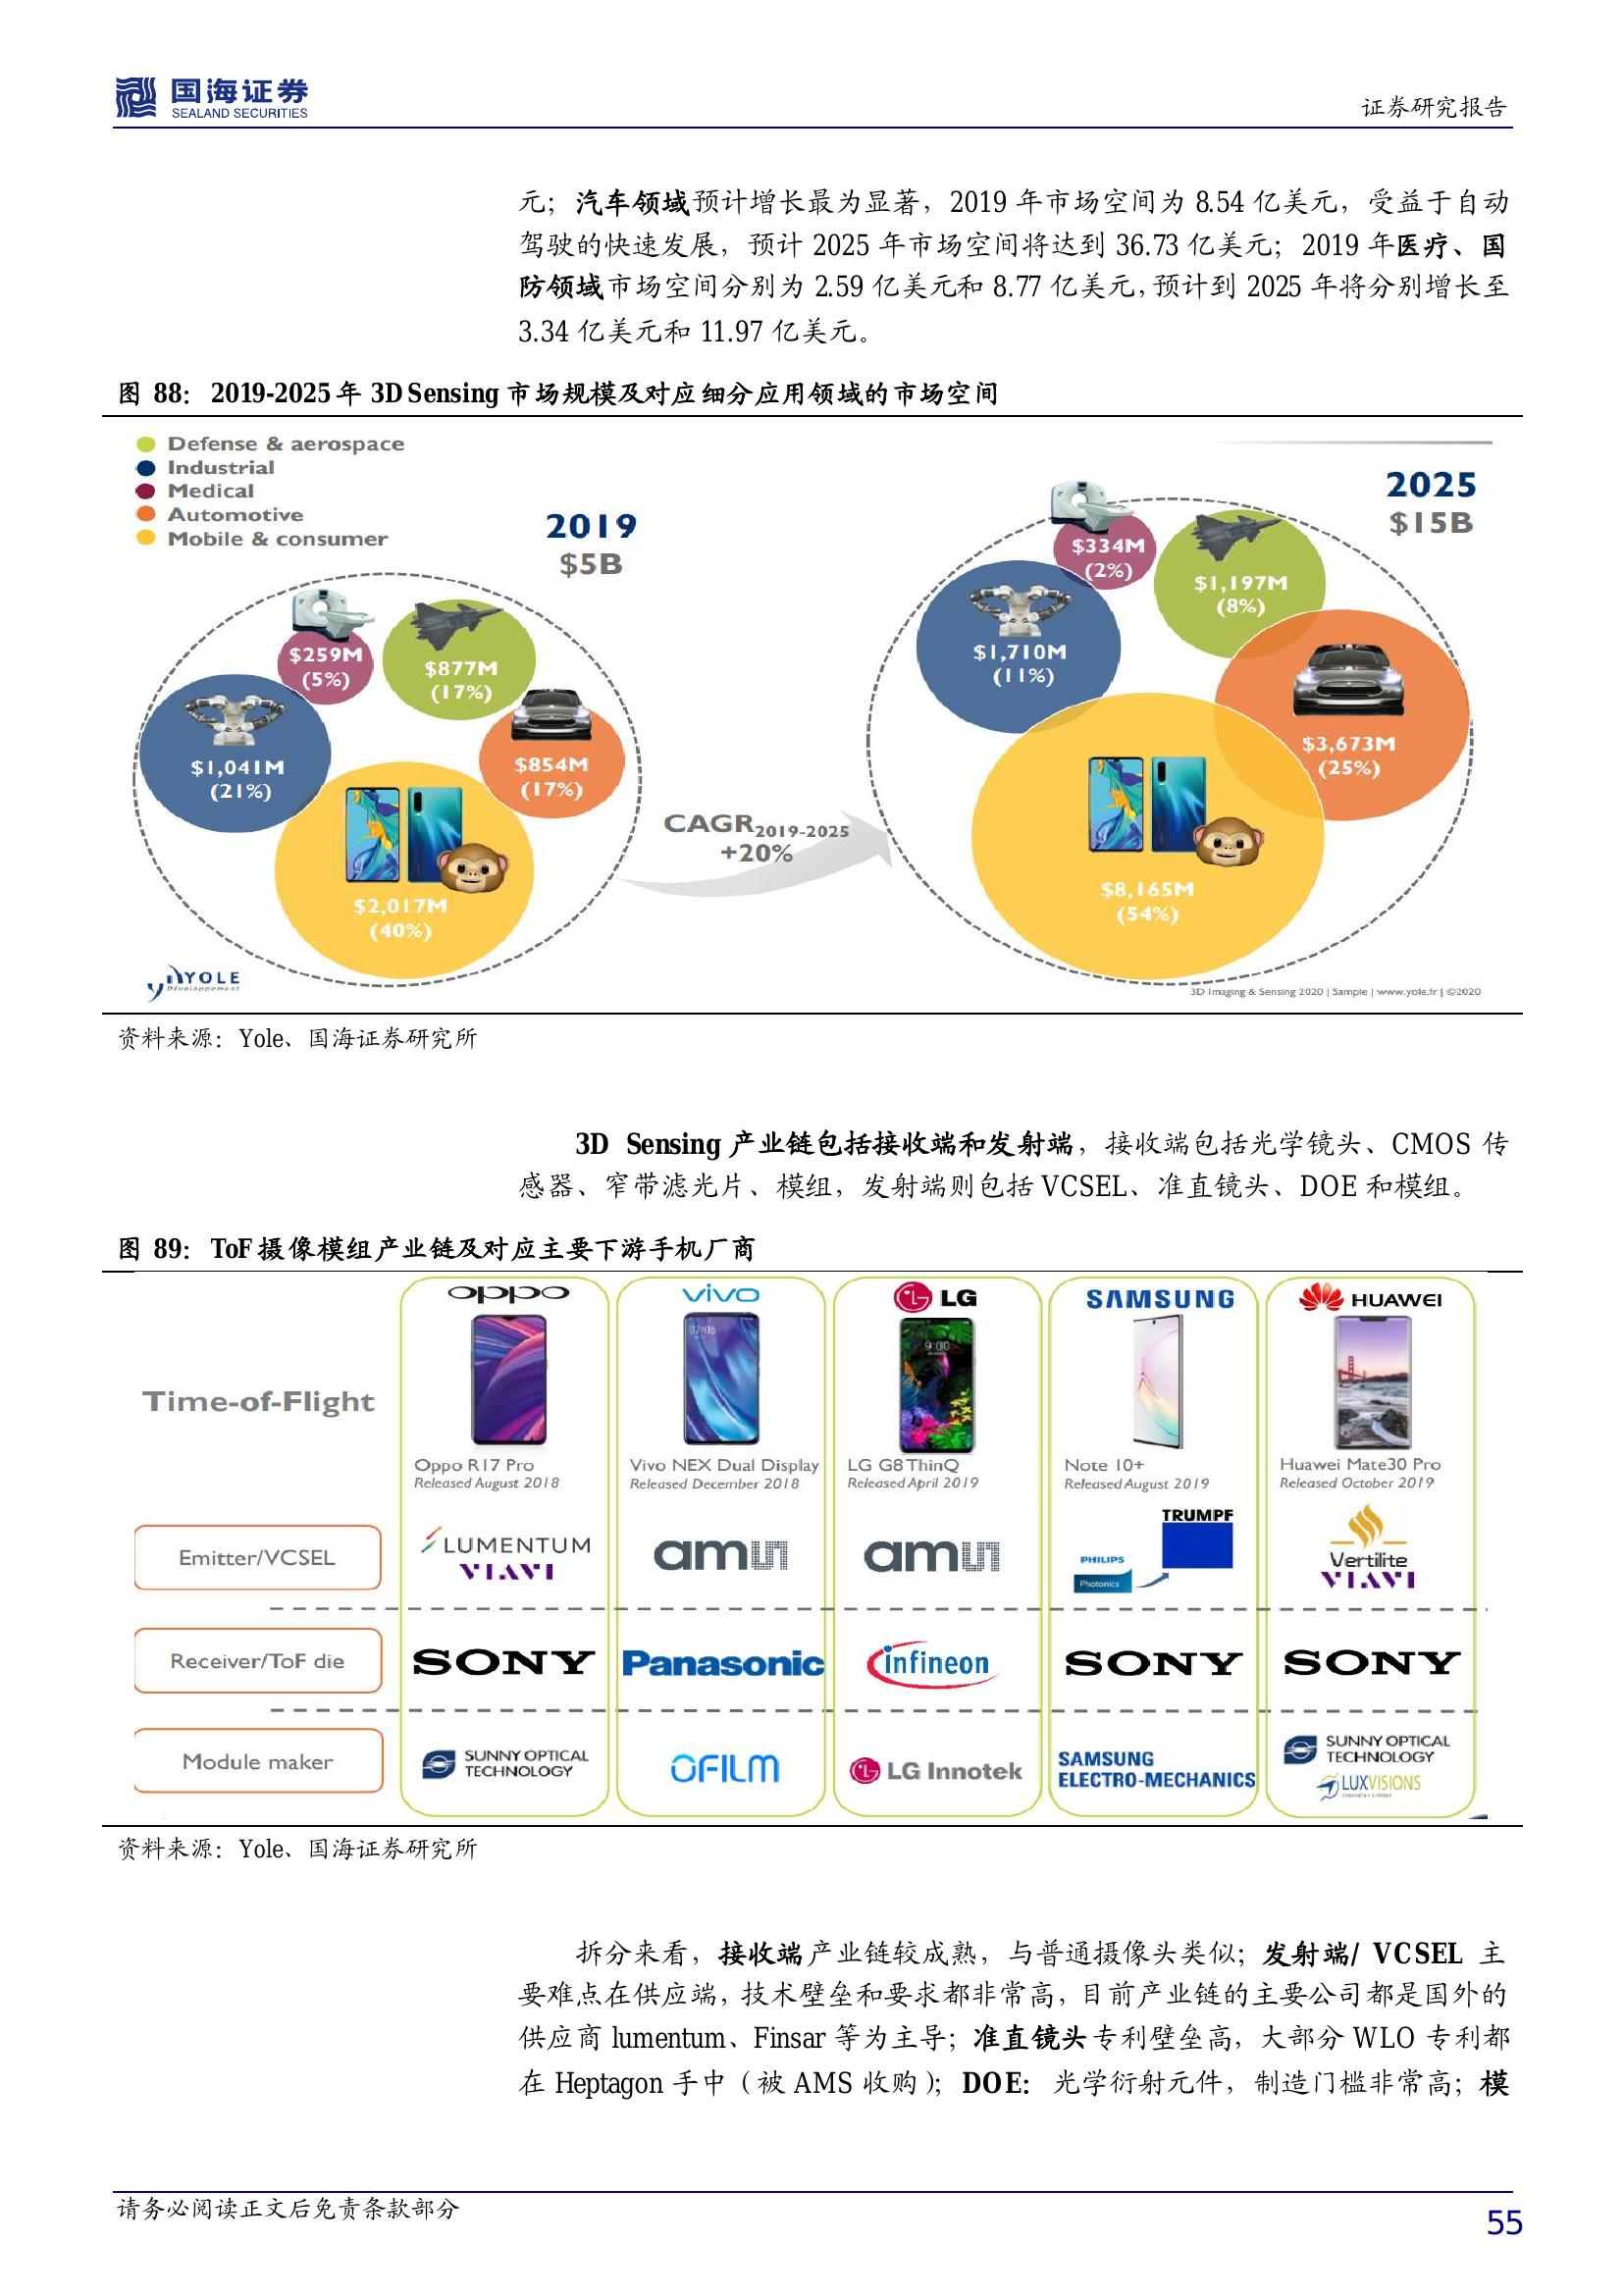 国海证券
SEALAND SECURITIES
证券研究报告
元；汽车领域预计增长最为显著，2019 年市场空间为 8.54 亿美元，受益于自动
驾驶的快速发展，预计 2025 年市场空间将达到 36.73 亿美元；2019 年医疗、国
防领域市场空间分别为 2.59 亿美元和 8.77 亿美元，预计到 2025 年将分别增长至
3.34 亿美元和 11.97 亿美元。
图 88：2019-2025 年 3D Sensing 市场规模及对应细分应用领域的市场空间
Defense & aerospace
Industrial
Medical
Automotive
Mobile & consumer
2019
$5B
$259M
(5%)
$877M
(17%)
$1,041M
(21%)
$854M
(17%)
$2,017M
(40%)
CAGR2019-2025
+20%
2025
$15B
$334M
(2%)
$1,197M
(8%)
$1,710M
(11%)
$3,673M
(25%)
$8,165M
(54%)
YOLE
Développement
3D Imaging & Sensing 2020 | Sample | www.yole.fr | ©2020
资料来源：Yole、国海证券研究所
3D Sensing 产业链包括接收端和发射端，接收端包括光学镜头、CMOS 传
感器、窄带滤光片、模组，发射端则包括 VCSEL、准直镜头、DOE 和模组。
图 89：ToF 摄像模组产业链及对应主要下游手机厂商
oppo
vivo
LG
SAMSUNG
HUAWEI
07:05
9:00
Time-of-Flight
Oppo R17 Pro
Released August 2018
Vivo NEX Dual Display
Released December 2018
LG G8 ThinQ
Released April 2019
Note 10+
Released August 2019
Huawei Mate30 Pro
Released October 2019
Emitter/VCSEL
LUMENTUM
VIAVI
amu
amu
TRUMPF
PHILIPS
Photonics
Vertilite
VIAVI
Receiver/ToF die
SONY
Panasonic
infineon
SONY
SONY
Module maker
SUNNY OPTICAL
TECHNOLOGY
OFILM
LG Innotek
SAMSUNG
ELECTRO-MECHANICS
SUNNY OPTICAL
TECHNOLOGY
LUXVISIONS
资料来源：Yole、国海证券研究所
拆分来看，接收端产业链较成熟，与普通摄像头类似；发射端/ VCSEL 主
要难点在供应端，技术壁垒和要求都非常高，目前产业链的主要公司都是国外的
供应商 lumentum、Finsar 等为主导；准直镜头专利壁垒高，大部分 WLO 专利都
在 Heptagon 手中（被 AMS 收购）；DOE：光学衍射元件，制造门槛非常高；模
请务必阅读正文后免责条款部分
55